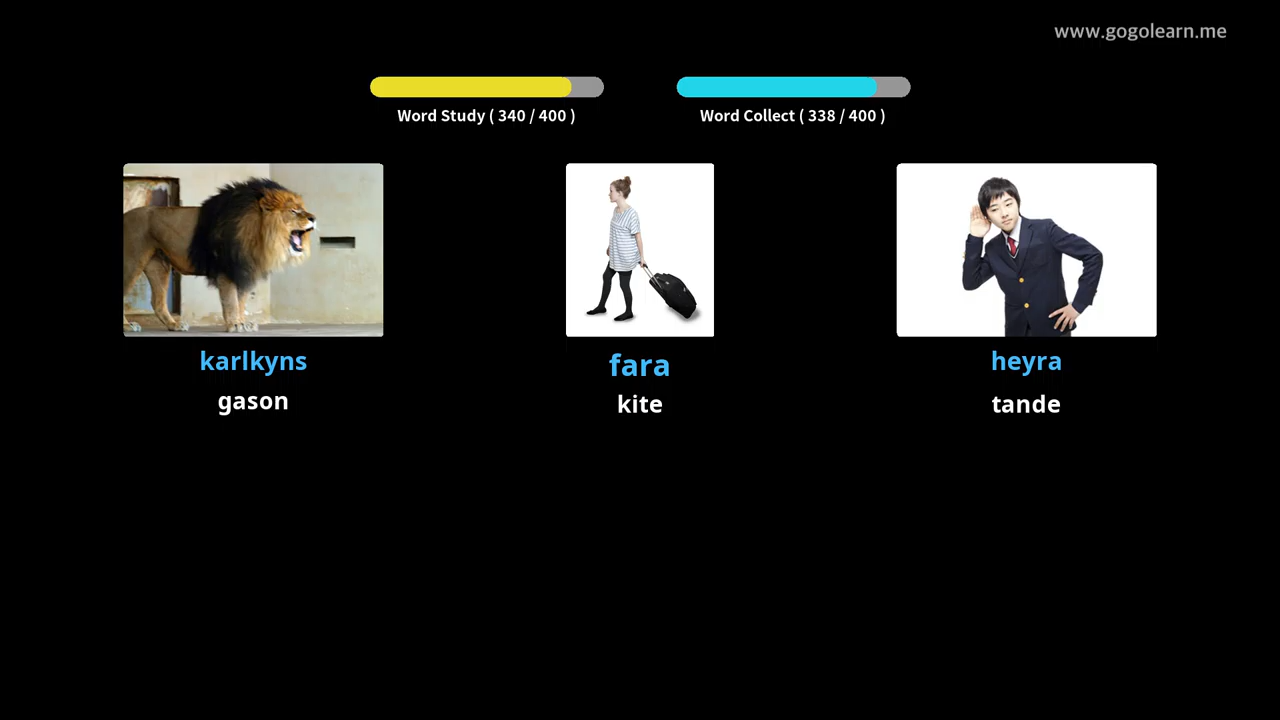 www.gogolearn.me
Word Study ( 340 / 400 )
Word Collect ( 338 / 400 )
karlkyns
gason
fara
kite
heyra
tande